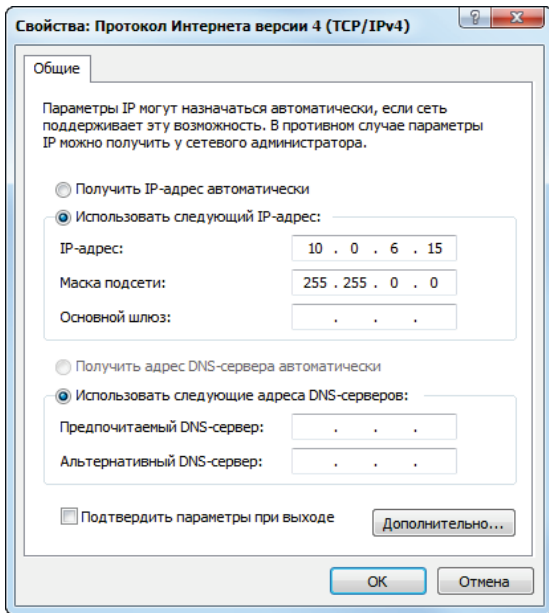 Свойства: Протокол Интернета версии 4 (TCP/IPv4)
Общие
Параметры IP могут назначаться автоматически, если сеть
поддерживает эту возможность. В противном случае параметры
IP можно получить у сетевого администратора.
Получить IP-адрес автоматически
Использовать следующий IP-адрес:
IP-адрес: 10 . 0 . 6 . 15
Маска подсети: 255 . 255 . 0 . 0
Основной шлюз: . . .
Получить адрес DNS-сервера автоматически
Использовать следующие адреса DNS-серверов:
Предпочитаемый DNS-сервер: . . .
Альтернативный DNS-сервер: . . .
Подтвердить параметры при выходе
Дополнительно...
ОК Отмена